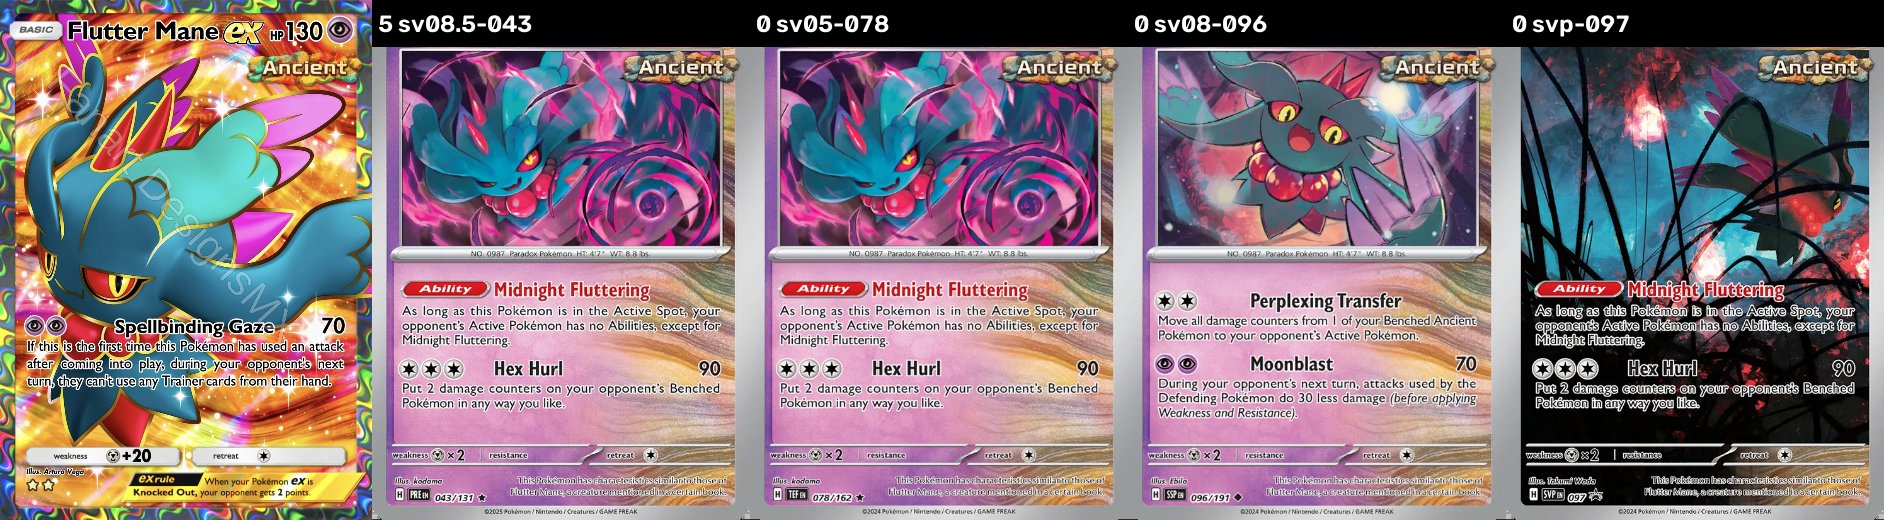 BASIC Flutter Mane ex HP 130
Ancient
Spellbinding Gaze 70
If this is the first time this Pokémon has used an attack
after coming into play, during your opponent's next
turn, they can't use any Trainer cards from their hand.
weakness +20 retreat
Illus. Arturo Vega
ex rule When your Pokémon ex is
Knocked Out, your opponent gets 2 points.
5 sv08.5-043
Ancient
NO. 0987 Paradox Pokémon HT: 4'7" WT: 8.8 lbs.
Ability Midnight Fluttering
As long as this Pokémon is in the Active Spot, your
opponent's Active Pokémon has no Abilities, except for
Midnight Fluttering.
Hex Hurl 90
Put 2 damage counters on your opponent's Benched
Pokémon in any way you like.
weakness ×2 resistance retreat
Illus. kodama
This Pokémon has characteristics similar to those of
Flutter Mane, a creature mentioned in a certain book.
H PRE EN 043/131
©2025 Pokémon / Nintendo / Creatures / GAME FREAK
0 sv05-078
Ancient
NO. 0987 Paradox Pokémon HT: 4'7" WT: 8.8 lbs.
Ability Midnight Fluttering
As long as this Pokémon is in the Active Spot, your
opponent's Active Pokémon has no Abilities, except for
Midnight Fluttering.
Hex Hurl 90
Put 2 damage counters on your opponent's Benched
Pokémon in any way you like.
weakness ×2 resistance retreat
Illus. kodama
This Pokémon has characteristics similar to those of
Flutter Mane, a creature mentioned in a certain book.
H TEF EN 078/162
©2024 Pokémon / Nintendo / Creatures / GAME FREAK
0 sv08-096
Ancient
NO. 0987 Paradox Pokémon HT: 4'7" WT: 8.8 lbs.
Perplexing Transfer
Move all damage counters from 1 of your Benched Ancient
Pokémon to your opponent's Active Pokémon.
Moonblast 70
During your opponent's next turn, attacks used by the
Defending Pokémon do 30 less damage (before applying
Weakness and Resistance).
weakness ×2 resistance retreat
Illus. Ebila
This Pokémon has characteristics similar to those of
Flutter Mane, a creature mentioned in a certain book.
H SSP EN 096/191
©2024 Pokémon / Nintendo / Creatures / GAME FREAK
0 svp-097
Ancient
Ability Midnight Fluttering
As long as this Pokémon is in the Active Spot, your
opponent's Active Pokémon has no Abilities, except for
Midnight Fluttering.
Hex Hurl 90
Put 2 damage counters on your opponent's Benched
Pokémon in any way you like.
weakness ×2 resistance retreat
Illus. Takumi Wada
This Pokémon has characteristics similar to those of
Flutter Mane, a creature mentioned in a certain book.
H SVP EN 097
©2024 Pokémon / Nintendo / Creatures / GAME FREAK